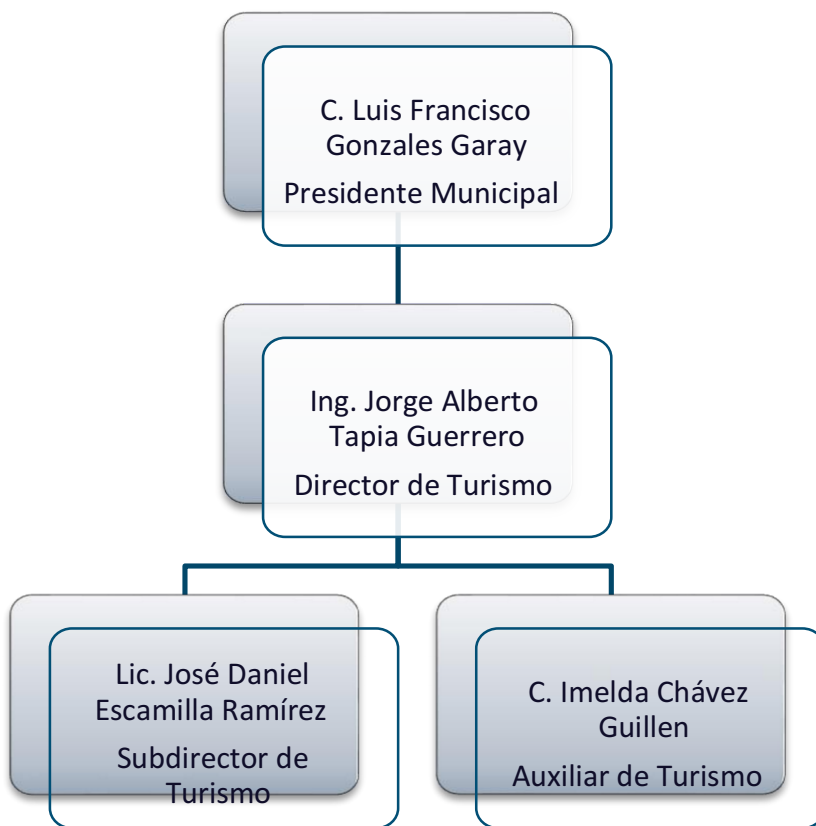 C. Luis Francisco
Gonzales Garay
Presidente Municipal
Ing. Jorge Alberto
Tapia Guerrero
Director de Turismo
Lic. José Daniel
Escamilla Ramírez
Subdirector de
Turismo
C. Imelda Chávez
Guillen
Auxiliar de Turismo